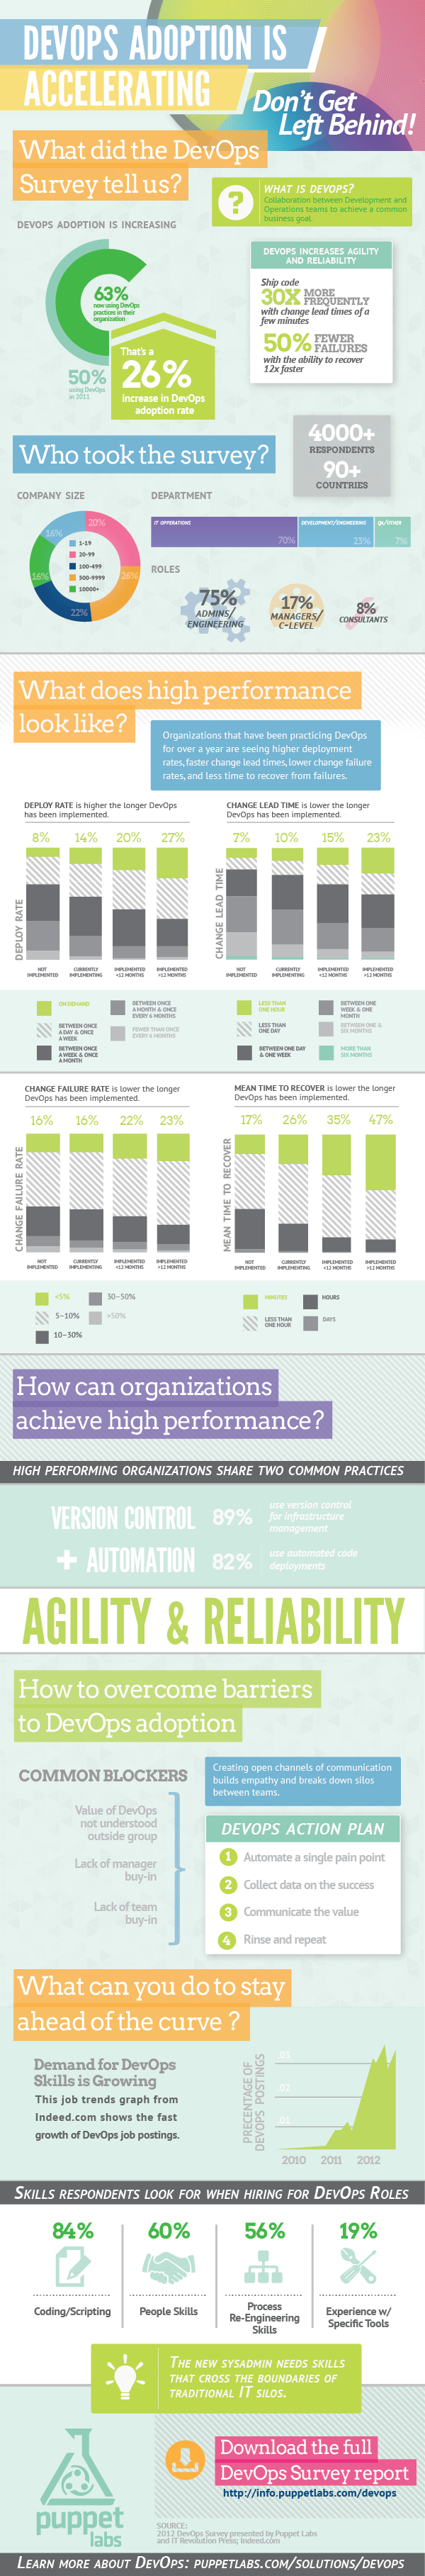 DEVOPS ADOPTION IS
ACCELERATING
Don't Get
Left Behind!
What did the DevOps
Survey tell us?
WHAT IS DEVOPS?
Collaboration between Development and
Operations teams to achieve a common
business goal.
DEVOPS ADOPTION IS INCREASING
63%
now using DevOps
practices in their
organization
50%
using DevOps
in 2011
That's a
26%
increase in DevOps
adoption rate
DEVOPS INCREASES AGILITY
AND RELIABILITY
Ship code
30X MORE
FREQUENTLY
with change lead times of a
few minutes
50% FEWER
FAILURES
with the ability to recover
12x faster
Who took the survey?
4000+
RESPONDENTS
90+
COUNTRIES
COMPANY SIZE
16%
20%
16%
26%
22%
1-19
20-99
100-499
500-9999
10000+
DEPARTMENT
IT OPPERATIONS
70%
DEVELOPMENT/ENGINEERING
23%
QA/OTHER
7%
ROLES
75%
ADMINS/
ENGINEERING
17%
MANAGERS/
C-LEVEL
8%
CONSULTANTS
What does high performance
look like?
Organizations that have been practicing DevOps
for over a year are seeing higher deployment
rates, faster change lead times, lower change failure
rates, and less time to recover from failures.
DEPLOY RATE is higher the longer DevOps
has been implemented.
8% 14% 20% 27%
DEPLOY RATE
NOT
IMPLEMENTED
CURRENTLY
IMPLEMENTING
IMPLEMENTED
<12 MONTHS
IMPLEMENTED
>12 MONTHS
CHANGE LEAD TIME is lower the longer
DevOps has been implemented.
7% 10% 15% 23%
CHANGE LEAD TIME
NOT
IMPLEMENTED
CURRENTLY
IMPLEMENTING
IMPLEMENTED
<12 MONTHS
IMPLEMENTED
>12 MONTHS
ON DEMAND
BETWEEN ONCE
A DAY & ONCE
A WEEK
BETWEEN ONCE
A WEEK & ONCE
A MONTH
BETWEEN ONCE
A MONTH & ONCE
EVERY 6 MONTHS
FEWER THAN ONCE
EVERY 6 MONTHS
LESS THAN
ONE HOUR
LESS THAN
ONE DAY
BETWEEN ONE DAY
& ONE WEEK
BETWEEN ONE
WEEK & ONE
MONTH
BETWEEN ONE &
SIX MONTHS
MORE THAN
SIX MONTHS
CHANGE FAILURE RATE is lower the longer
DevOps has been implemented.
16% 16% 22% 23%
CHANGE FAILURE RATE
NOT
IMPLEMENTED
CURRENTLY
IMPLEMENTING
IMPLEMENTED
<12 MONTHS
IMPLEMENTED
>12 MONTHS
MEAN TIME TO RECOVER is lower the longer
DevOps has been implemented.
17% 26% 35% 47%
MEAN TIME TO RECOVER
NOT
IMPLEMENTED
CURRENTLY
IMPLEMENTING
IMPLEMENTED
<12 MONTHS
IMPLEMENTED
>12 MONTHS
<5%
5-10%
10-30%
30-50%
>50%
MINUTES
LESS THAN
ONE HOUR
HOURS
DAYS
How can organizations
achieve high performance?
HIGH PERFORMING ORGANIZATIONS SHARE TWO COMMON PRACTICES
VERSION CONTROL 89%
use version control
for infrastructure
management
+ AUTOMATION 82%
use automated code
deployments
AGILITY & RELIABILITY
How to overcome barriers
to DevOps adoption
COMMON BLOCKERS
Value of DevOps
not understood
outside group
Lack of manager
buy-in
Lack of team
buy-in
Creating open channels of communication
builds empathy and breaks down silos
between teams.
DEVOPS ACTION PLAN
1 Automate a single pain point
2 Collect data on the success
3 Communicate the value
4 Rinse and repeat
What can you do to stay
ahead of the curve ?
Demand for DevOps
Skills is Growing
This job trends graph from
Indeed.com shows the fast
growth of DevOps job postings.
PRECENTAGE OF
DEVOPS POSTINGS
.03
.02
.01
2010 2011 2012
SKILLS RESPONDENTS LOOK FOR WHEN HIRING FOR DEVOPS ROLES
84%
Coding/Scripting
60%
People Skills
56%
Process
Re-Engineering
Skills
19%
Experience w/
Specific Tools
THE NEW SYSADMIN NEEDS SKILLS
THAT CROSS THE BOUNDARIES OF
TRADITIONAL IT SILOS.
puppet
labs
Download the full
DevOps Survey report
http://info.puppetlabs.com/devops
SOURCE:
2012 DevOps Survey presented by Puppet Labs
and IT Revolution Press; Indeed.com
LEARN MORE ABOUT DEVOPS: PUPPETLABS.COM/SOLUTIONS/DEVOPS